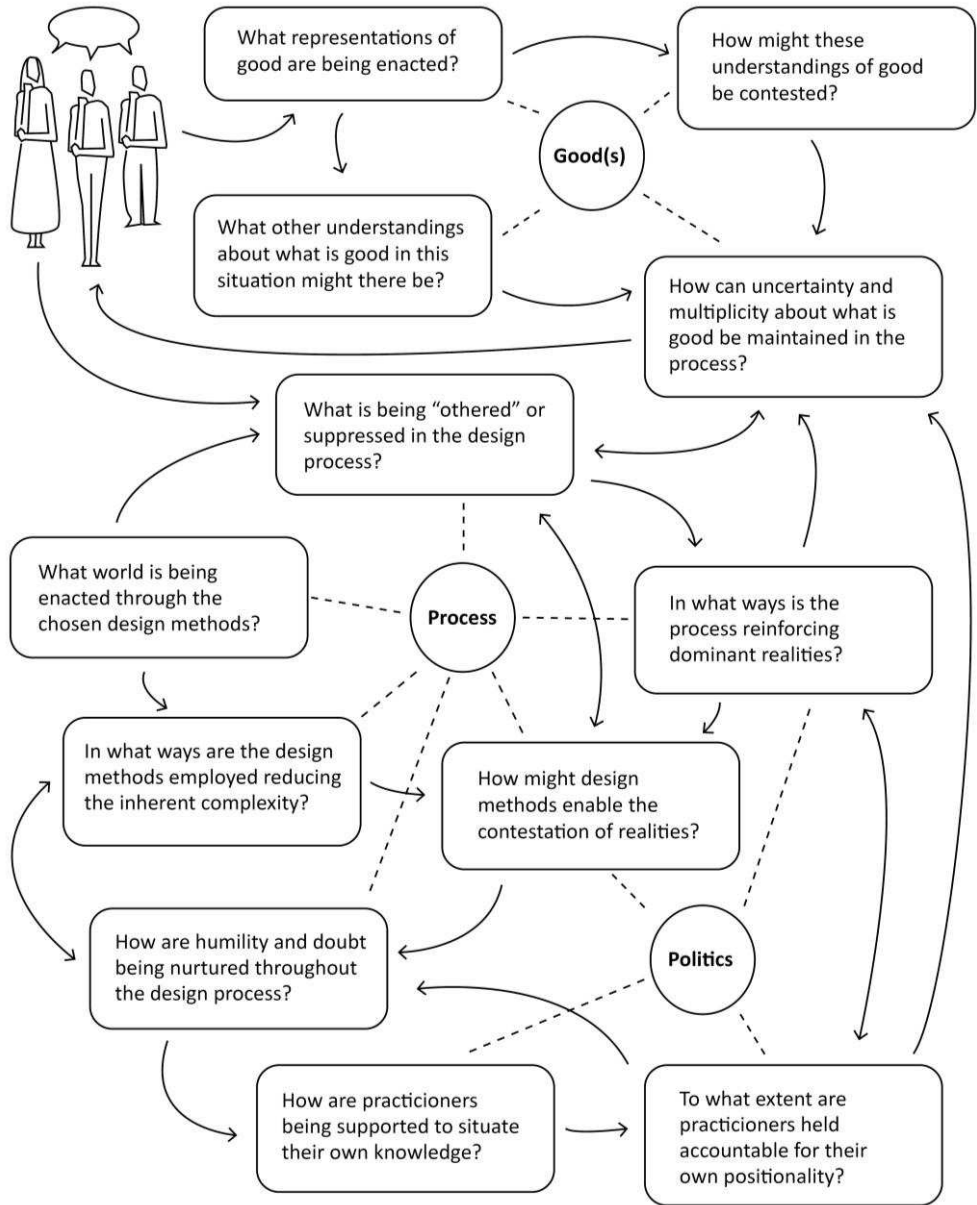 What representations of
good are being enacted?
How might these
understandings of good
be contested?
Good(s)
What other understandings
about what is good in this
situation might there be?
How can uncertainty and
multiplicity about what is
good be maintained in the
process?
What is being “othered” or
suppressed in the design
process?
What world is being
enacted through the
chosen design methods?
Process
In what ways is the
process reinforcing
dominant realities?
In what ways are the design
methods employed reducing
the inherent complexity?
How might design
methods enable the
contestation of realities?
How are humility and doubt
being nurtured throughout
the design process?
Politics
How are practicioners
being supported to situate
their own knowledge?
To what extent are
practicioners held
accountable for their
own positionality?